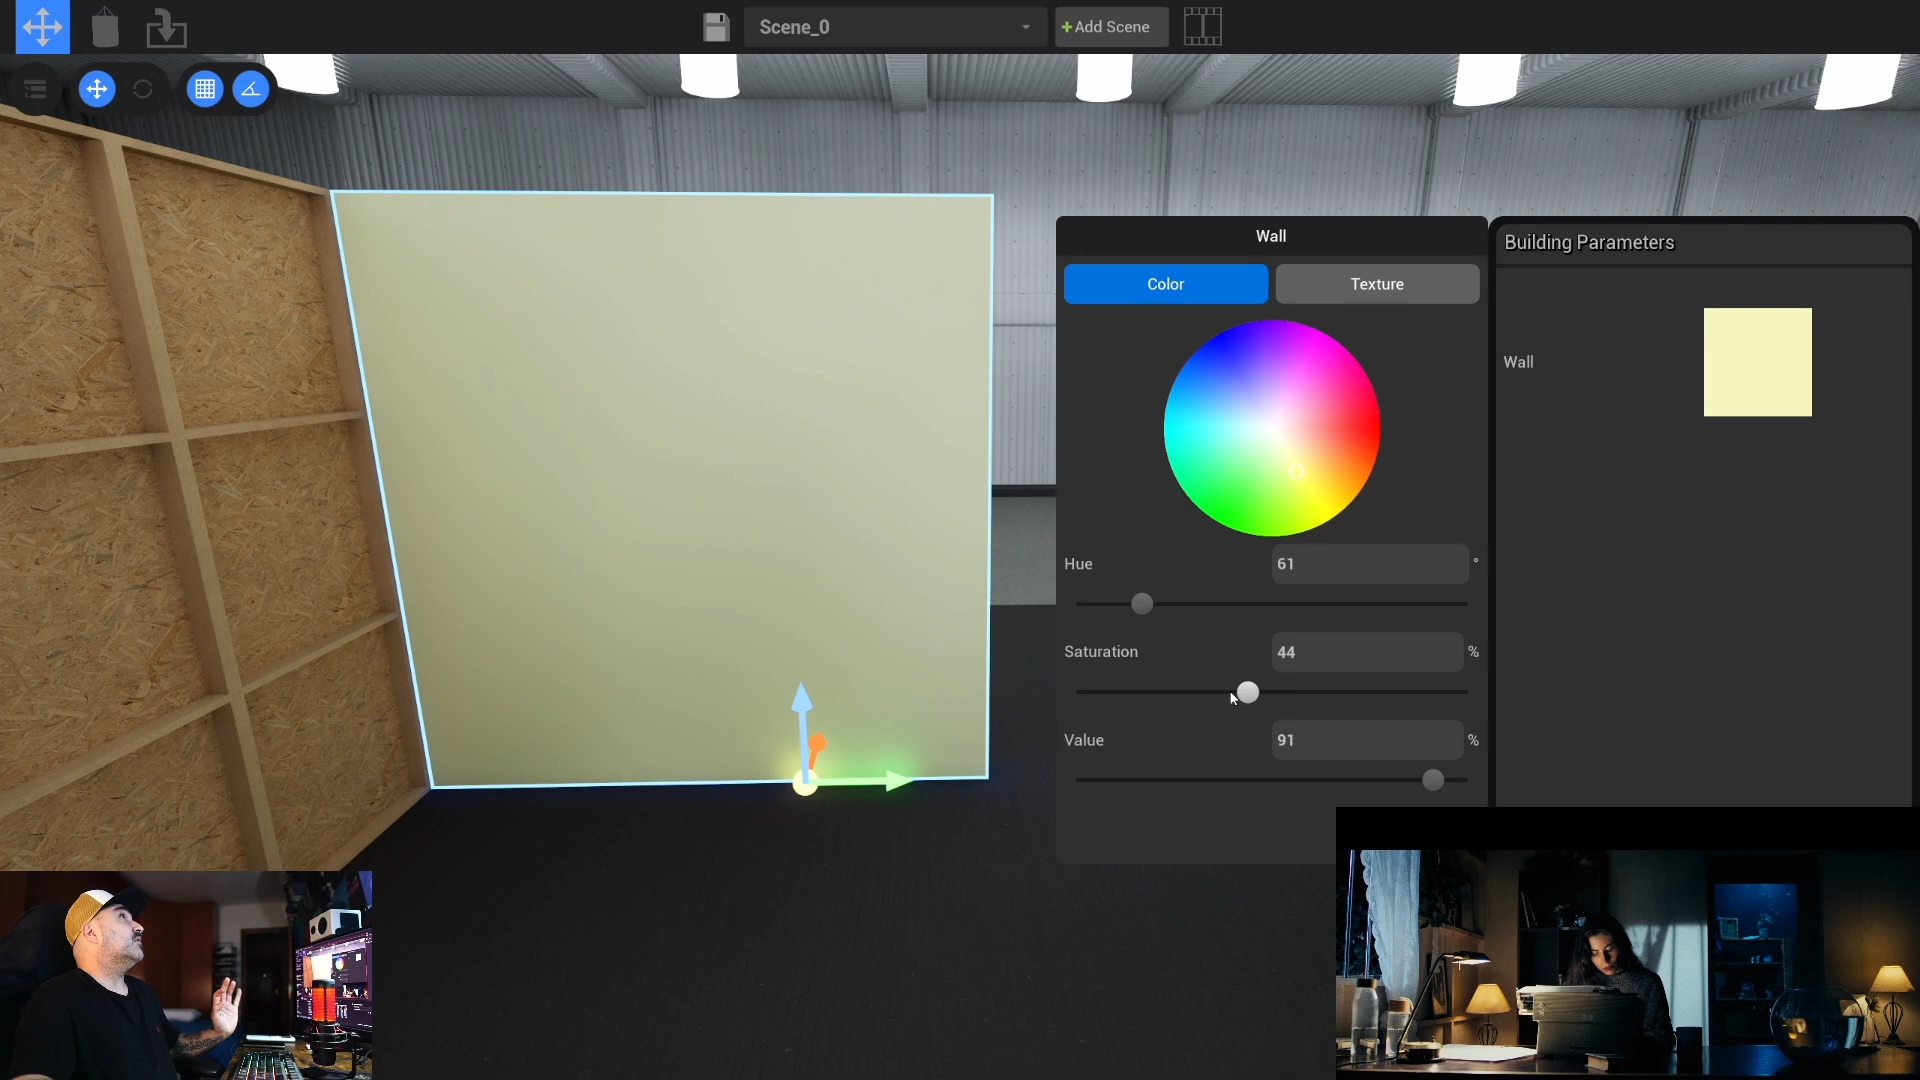 Scene_0
+Add Scene
Wall
Color
Texture
Hue
61
°
Saturation
44
%
Value
91
%
Building Parameters
Wall